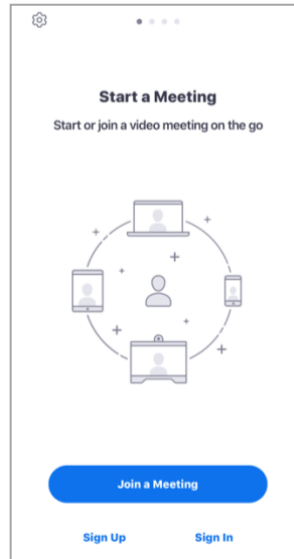 Start a Meeting
Start or join a video meeting on the go
Join a Meeting
Sign Up Sign In